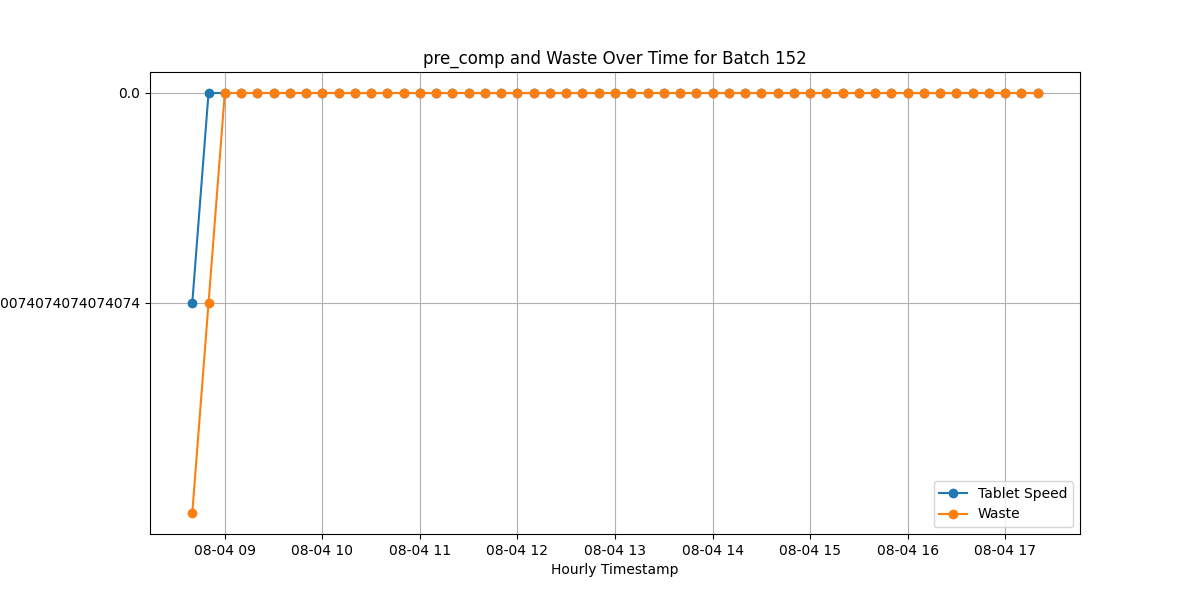 pre_comp and Waste Over Time for Batch 152
0.0
0074074074074074
Tablet Speed
Waste
08-04 09
08-04 10
08-04 11
08-04 12
08-04 13
08-04 14
08-04 15
08-04 16
08-04 17
Hourly Timestamp